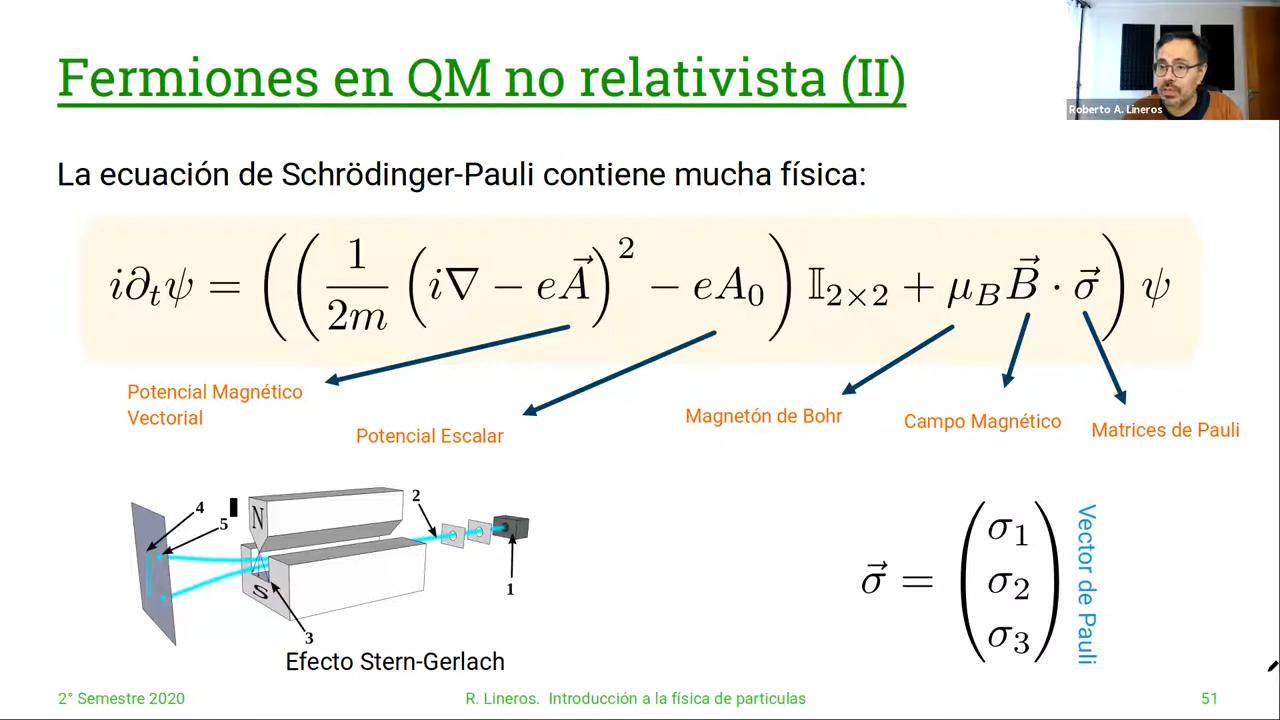 Fermiones en QM no relativista (II)
Roberto A. Lineros
La ecuación de Schrödinger-Pauli contiene mucha física:
i∂ₜψ = ( ( 1/2m (i∇ − eA⃗)² − eA₀ ) 𝕀₂ₓ₂ + μ_B B⃗ · σ⃗ ) ψ
Potencial Magnético
Vectorial
Potencial Escalar
Magnetón de Bohr
Campo Magnético
Matrices de Pauli
4
5
N
2
S
1
3
Efecto Stern-Gerlach
σ⃗ = ( σ₁
σ₂
σ₃ )
Vector de Pauli
2° Semestre 2020
R. Lineros. Introducción a la física de particulas
51